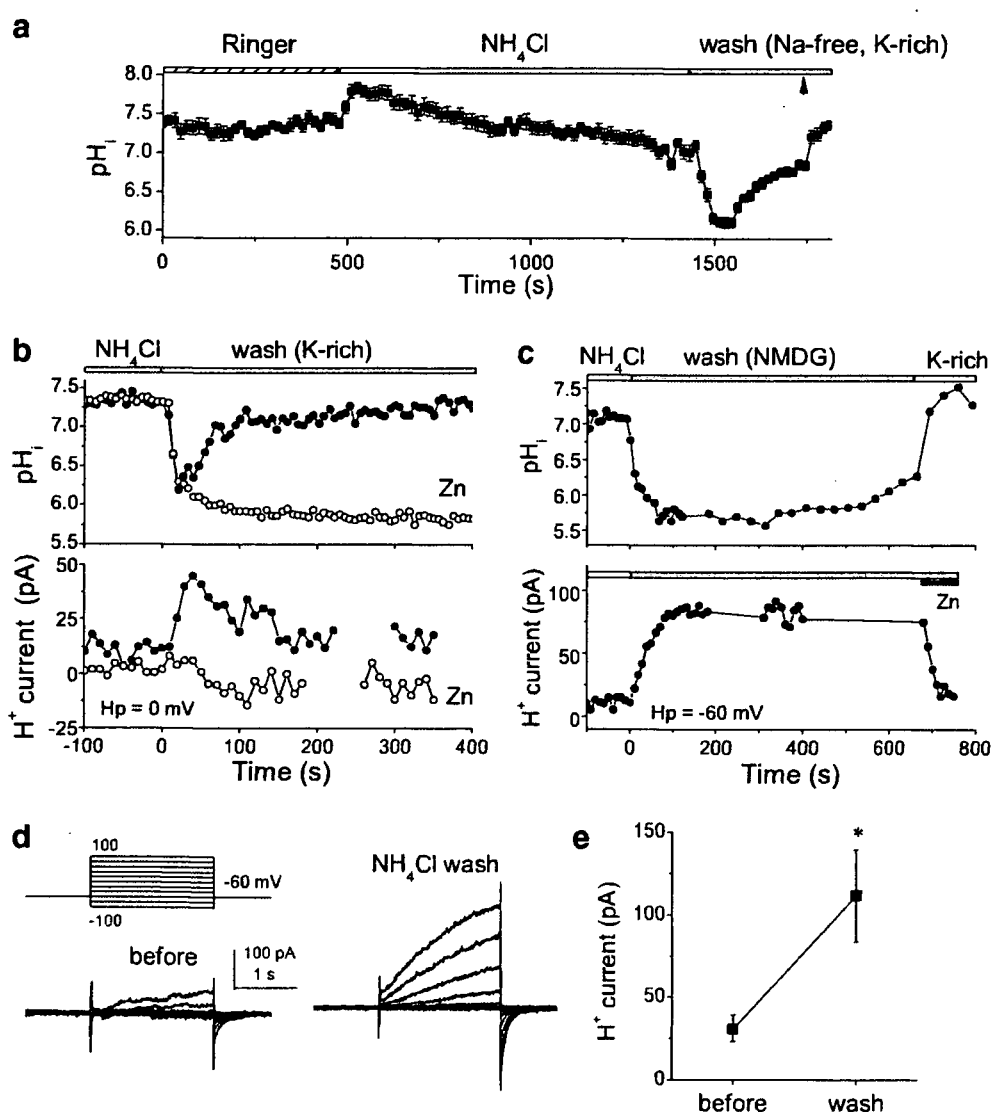 a
Ringer NH4Cl wash (Na-free, K-rich)
8.0
7.5
7.0
6.5
6.0
pHi
0 500 1000 1500
Time (s)
b
NH4Cl wash (K-rich)
7.5
7.0
6.5
6.0
5.5
pHi
Zn
50
25
0
-25
H+ current (pA)
Hp = 0 mV
Zn
-100 0 100 200 300 400
Time (s)
c
NH4Cl wash (NMDG) K-rich
7.5
7.0
6.5
6.0
5.5
pHi
100
50
0
H+ current (pA)
Zn
Hp = -60 mV
0 200 400 600 800
Time (s)
d
100
-60 mV
-100
before
100 pA
1 s
NH4Cl wash
e
150
100
50
0
H+ current (pA)
*
before wash